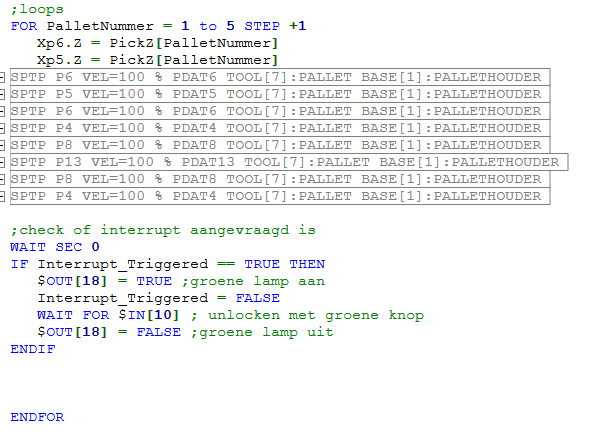 ;loops
FOR PalletNummer = 1 to 5 STEP +1
Xp6.Z = PickZ[PalletNummer]
Xp5.Z = PickZ[PalletNummer]
SPTP P6 VEL=100 % PDAT6 TOOL[7]:PALLET BASE[1]:PALLETHOUDER
SPTP P5 VEL=100 % PDAT5 TOOL[7]:PALLET BASE[1]:PALLETHOUDER
SPTP P6 VEL=100 % PDAT6 TOOL[7]:PALLET BASE[1]:PALLETHOUDER
SPTP P4 VEL=100 % PDAT4 TOOL[7]:PALLET BASE[1]:PALLETHOUDER
SPTP P8 VEL=100 % PDAT8 TOOL[7]:PALLET BASE[1]:PALLETHOUDER
SPTP P13 VEL=100 % PDAT13 TOOL[7]:PALLET BASE[1]:PALLETHOUDER
SPTP P8 VEL=100 % PDAT8 TOOL[7]:PALLET BASE[1]:PALLETHOUDER
SPTP P4 VEL=100 % PDAT4 TOOL[7]:PALLET BASE[1]:PALLETHOUDER
;check of interrupt aangevraagd is
WAIT SEC 0
IF Interrupt_Triggered == TRUE THEN
$OUT[18] = TRUE ;groene lamp aan
Interrupt_Triggered = FALSE
WAIT FOR $IN[10] ; unlocken met groene knop
$OUT[18] = FALSE ;groene lamp uit
ENDIF
ENDFOR